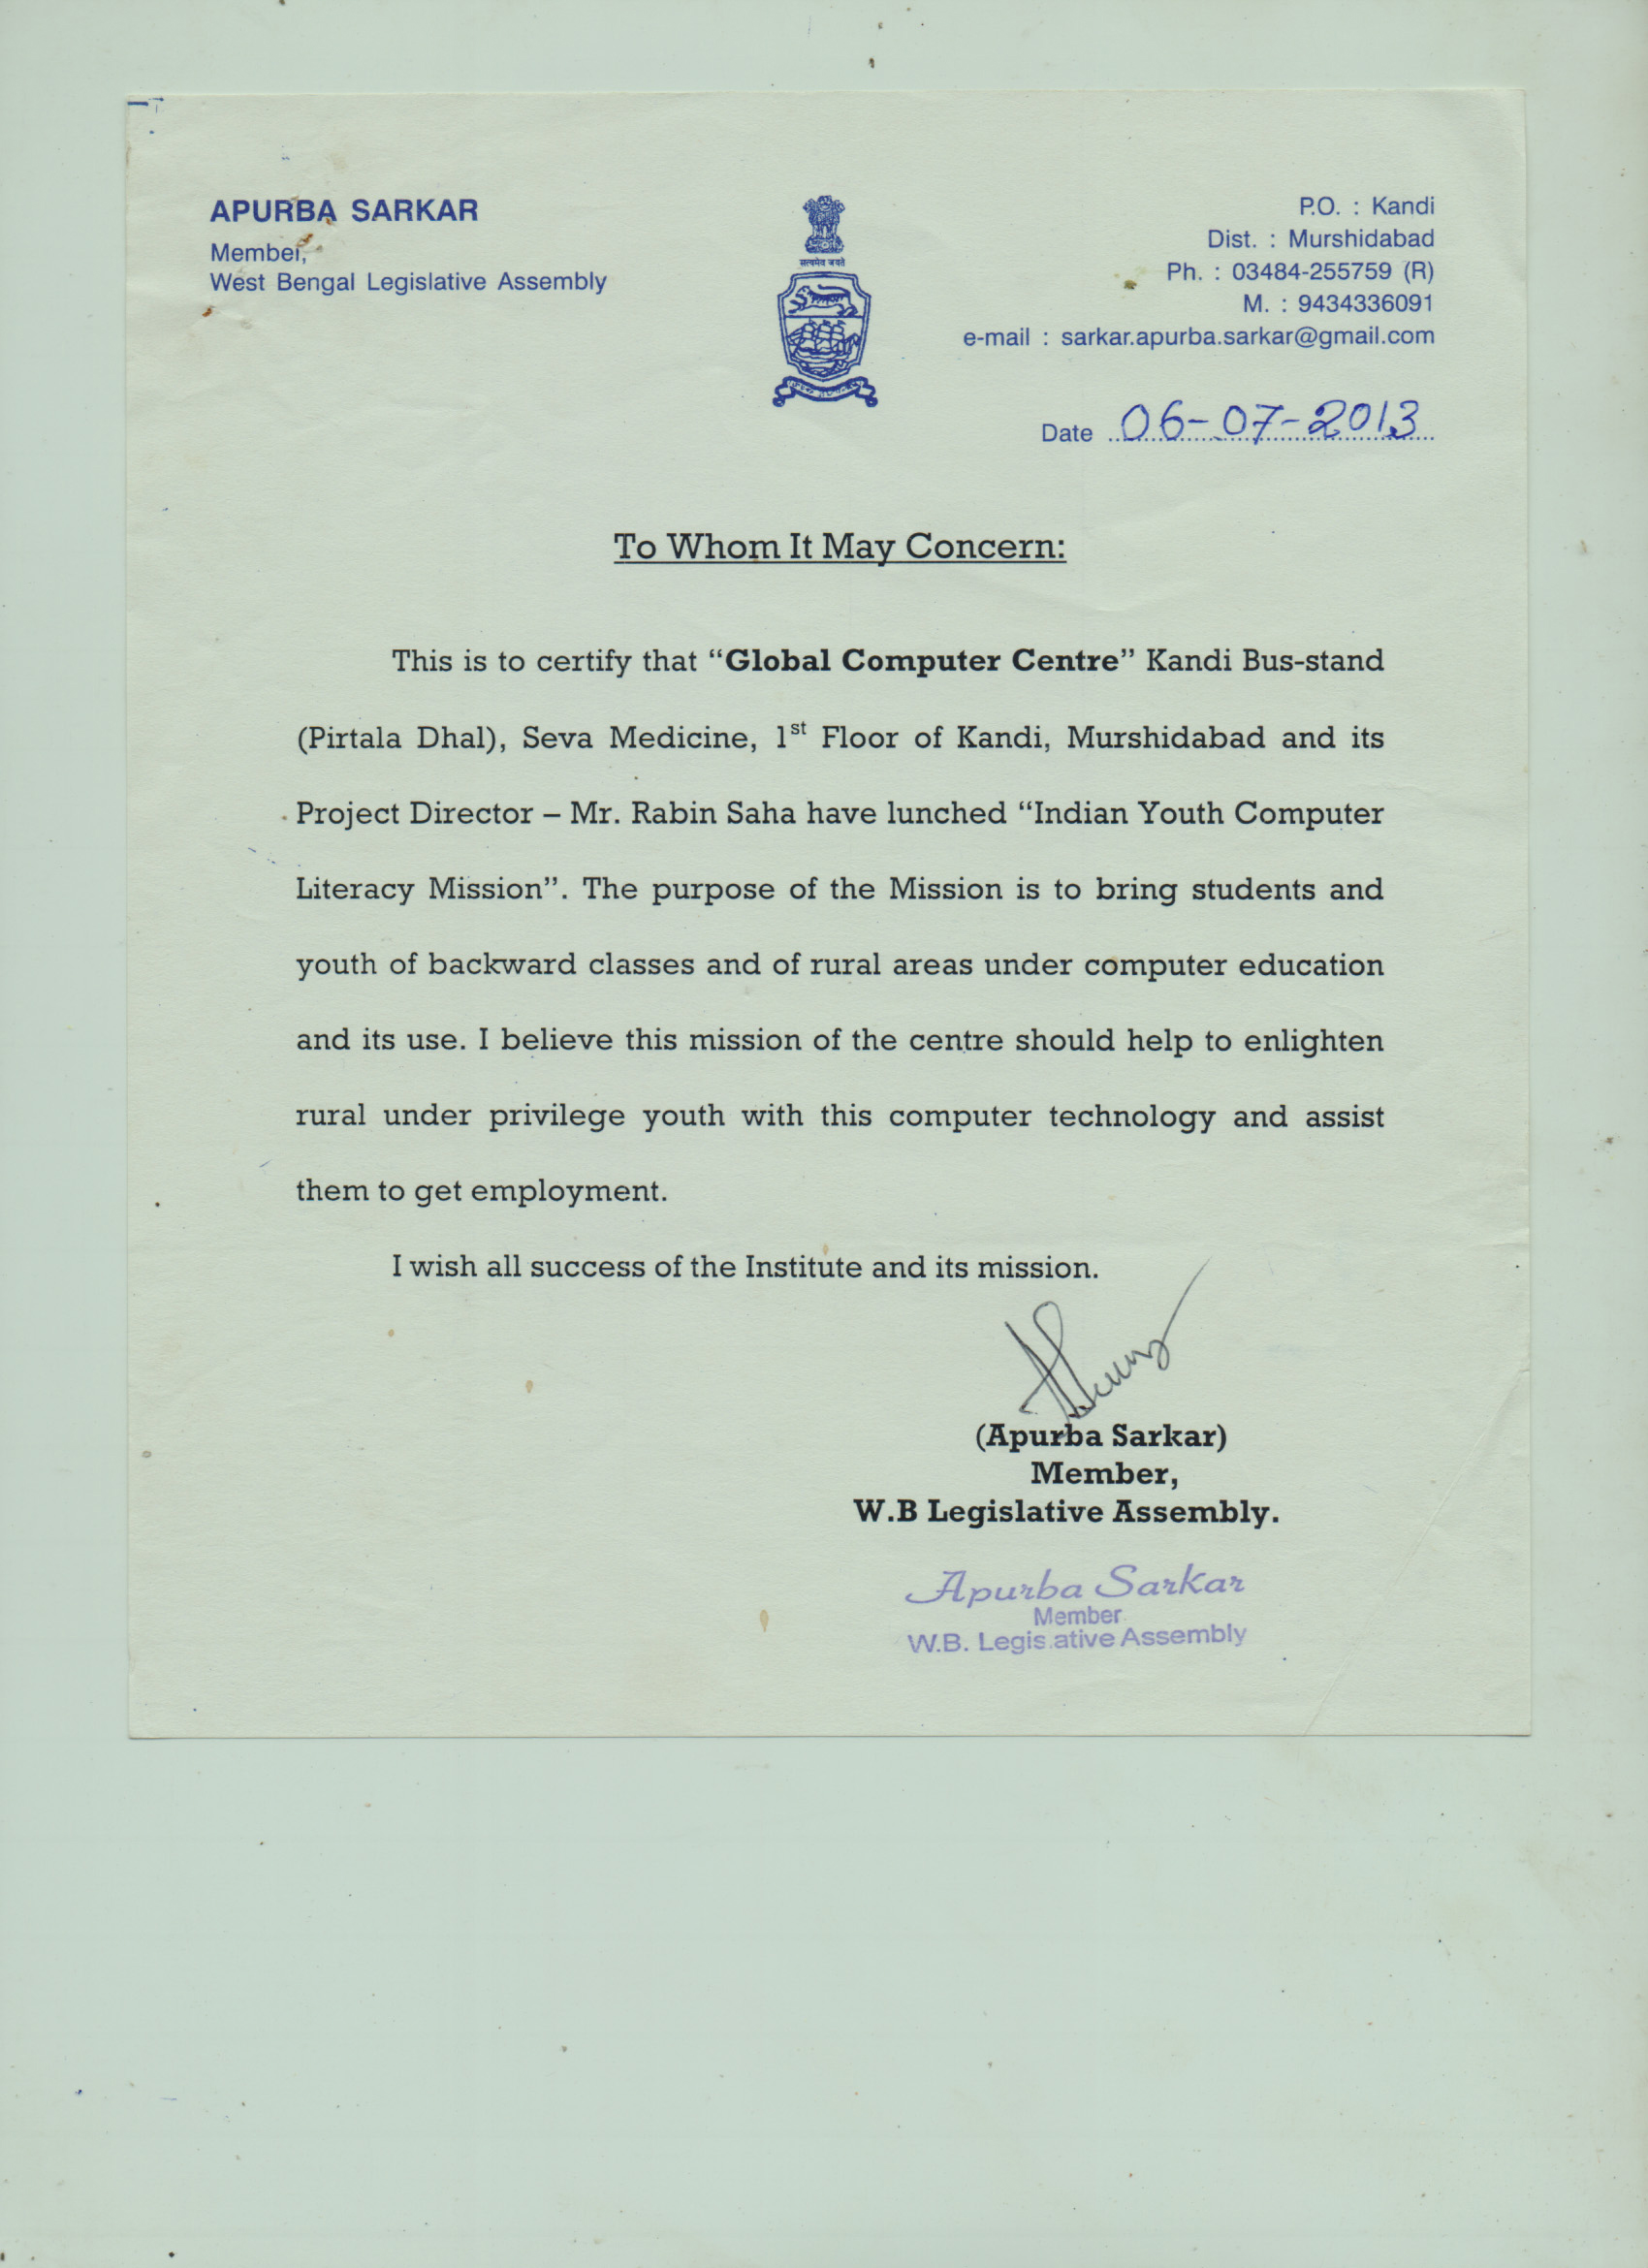 APURBA SARKAR
Member,
West Bengal Legislative Assembly
सत्यमेव जयते
P.O. : Kandi
Dist. : Murshidabad
Ph. : 03484-255759 (R)
M. : 9434336091
e-mail : sarkar.apurba.sarkar@gmail.com
Date 06-07-2013
To Whom It May Concern:
This is to certify that “Global Computer Centre” Kandi Bus-stand
(Pirtala Dhal), Seva Medicine, 1st Floor of Kandi, Murshidabad and its
Project Director – Mr. Rabin Saha have lunched “Indian Youth Computer
Literacy Mission”. The purpose of the Mission is to bring students and
youth of backward classes and of rural areas under computer education
and its use. I believe this mission of the centre should help to enlighten
rural under privilege youth with this computer technology and assist
them to get employment.
I wish all success of the Institute and its mission.
(Apurba Sarkar)
Member,
W.B Legislative Assembly.
Apurba Sarkar
Member
W.B. Legislative Assembly